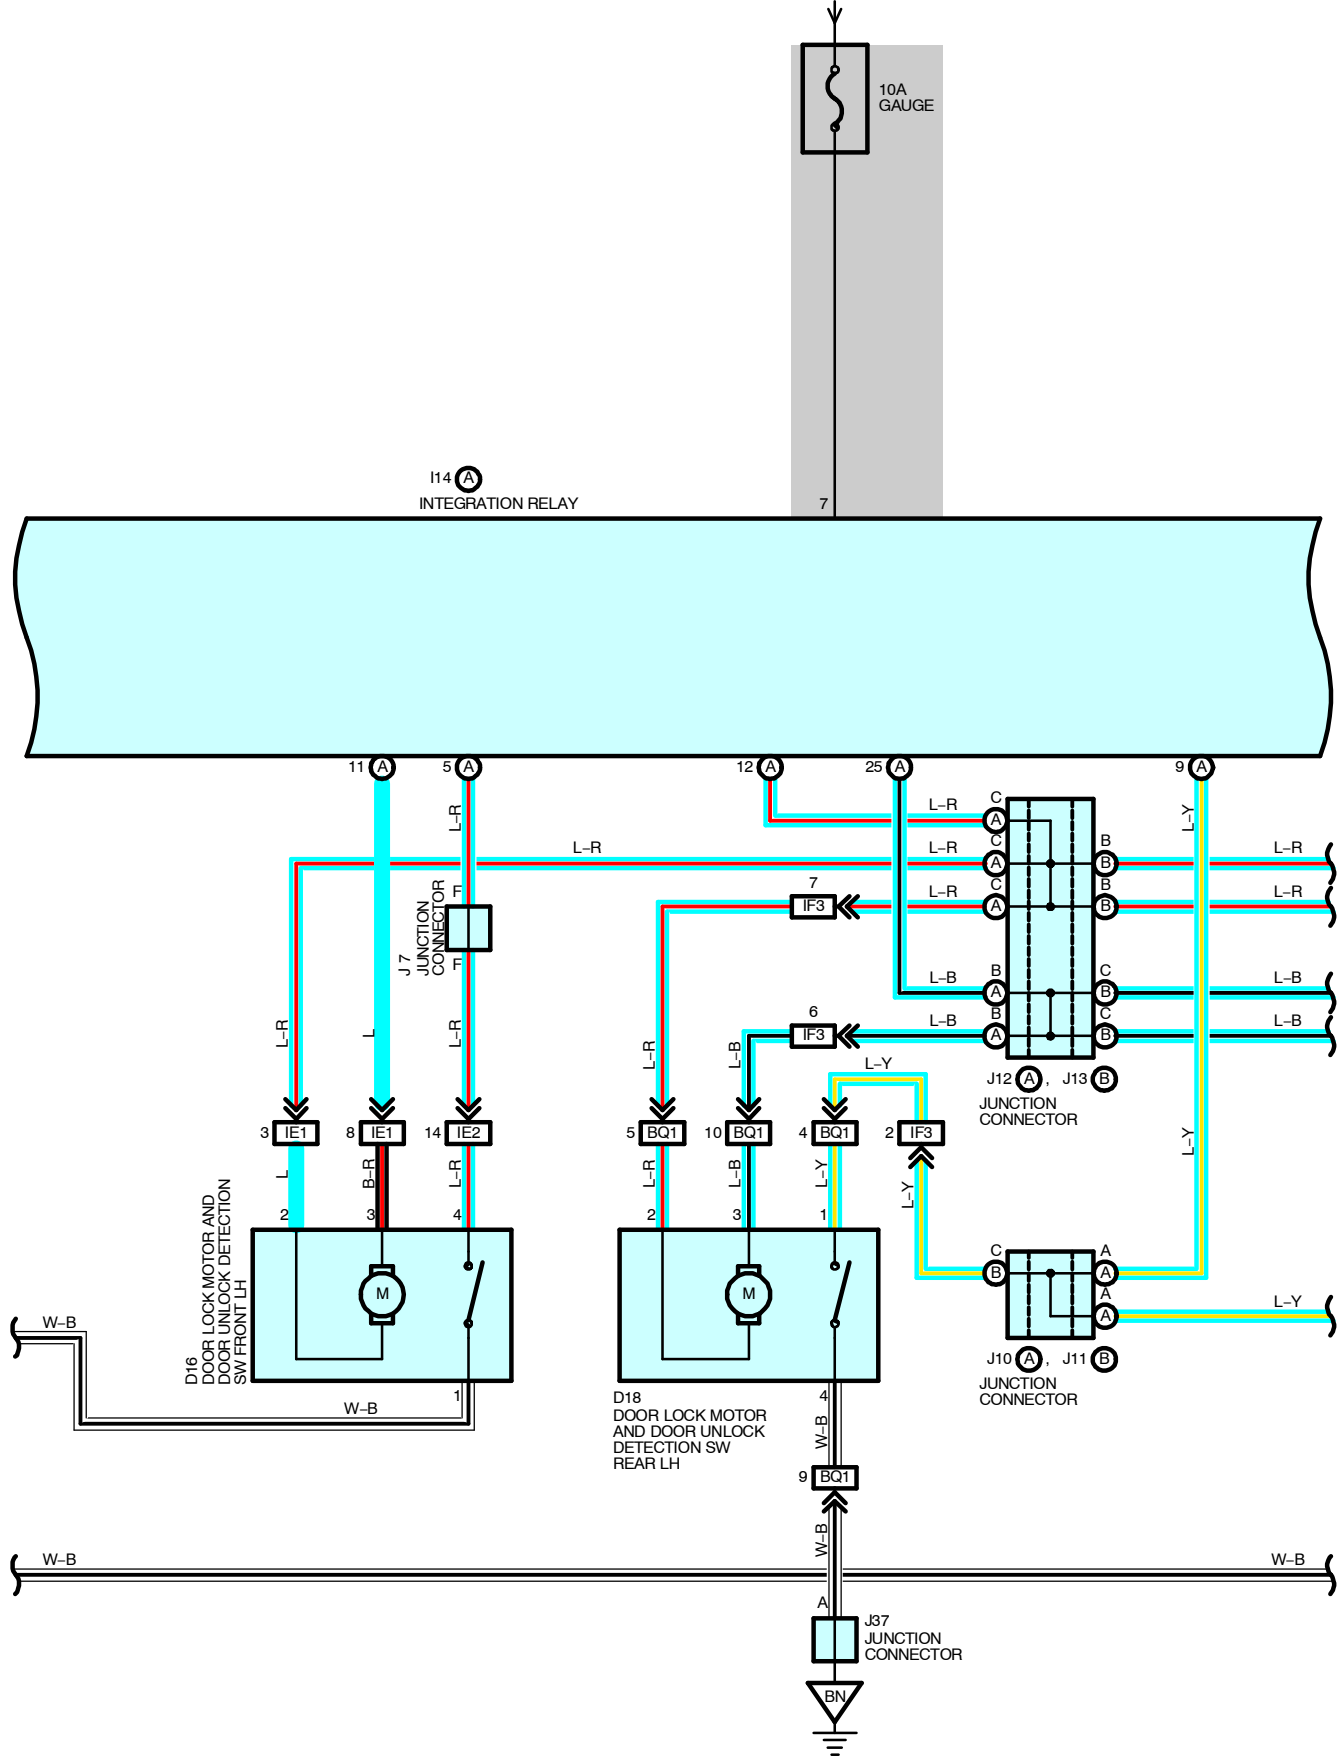 10A
GAUGE
I14 A
INTEGRATION RELAY
7
11 A
5 A
12 A
25 A
9 A
L-R
L-R
C
A
L-Y
L-R
L-R
C
A
B
B
L-R
F
7
IF3
L-R
C
A
B
B
L-R
J 7
JUNCTION
CONNECTOR
F
L-B
B
A
C
B
L-B
6
IF3
L-B
B
A
C
B
L-B
L-R
L
L-R
L-R
L-B
L-Y
J12 A , J13 B
JUNCTION
CONNECTOR
3 IE1
8 IE1
14 IE2
5 BQ1
10 BQ1
4 BQ1
2 IF3
L-Y
L
B-R
L-R
L-R
L-B
L-Y
L-Y
2
3
4
2
3
1
D16
DOOR LOCK MOTOR AND
DOOR UNLOCK DETECTION
SW FRONT LH
M
M
C
B
A
A
A
A
L-Y
W-B
J10 A , J11 B
JUNCTION
CONNECTOR
1
W-B
D18
DOOR LOCK MOTOR
AND DOOR UNLOCK
DETECTION SW
REAR LH
4
W-B
9 BQ1
W-B
W-B
W-B
A
J37
JUNCTION
CONNECTOR
BN